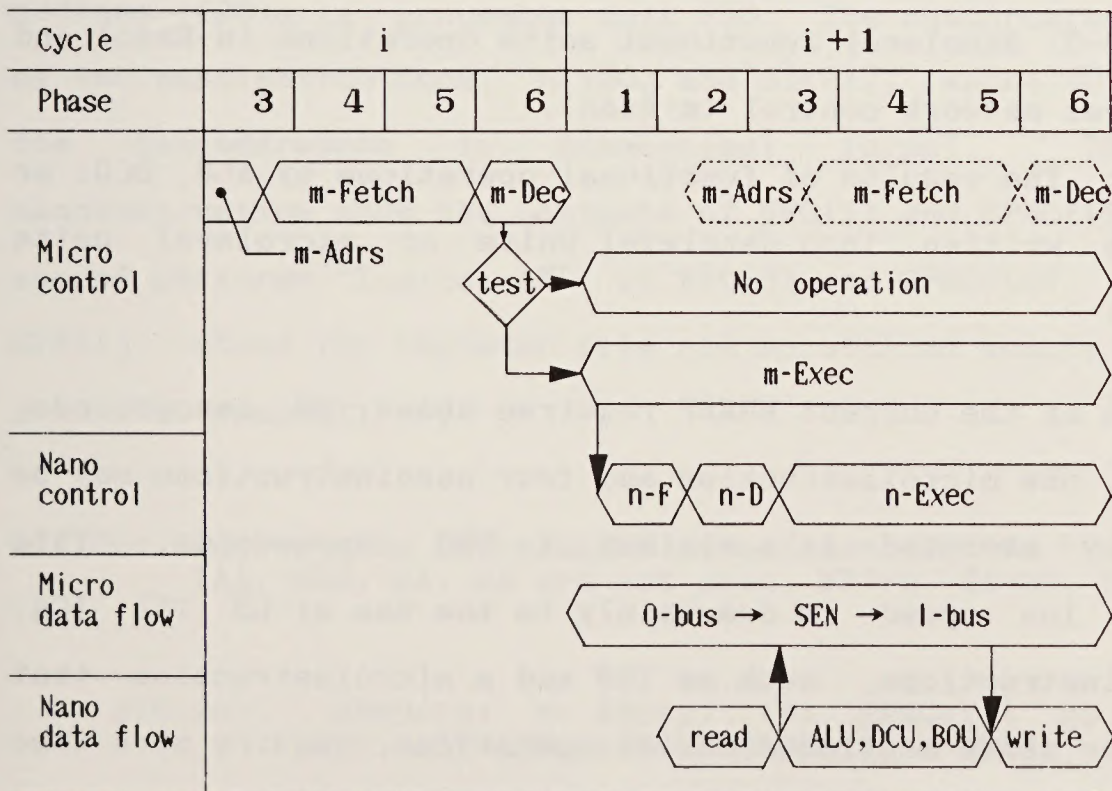 Cycle i i +1
Phase 3 4 5 6 1 2 3 4 5 6
m-Fetch m-Dec m-Adrs m-Fetch m-Dec
Micro
control
m-Adrs
test
No operation
m-Exec
Nano
control
n-F n-D n-Exec
Micro
data flow
O-bus → SEN → I-bus
Nano
data flow
read ALU,DCU,BOU write